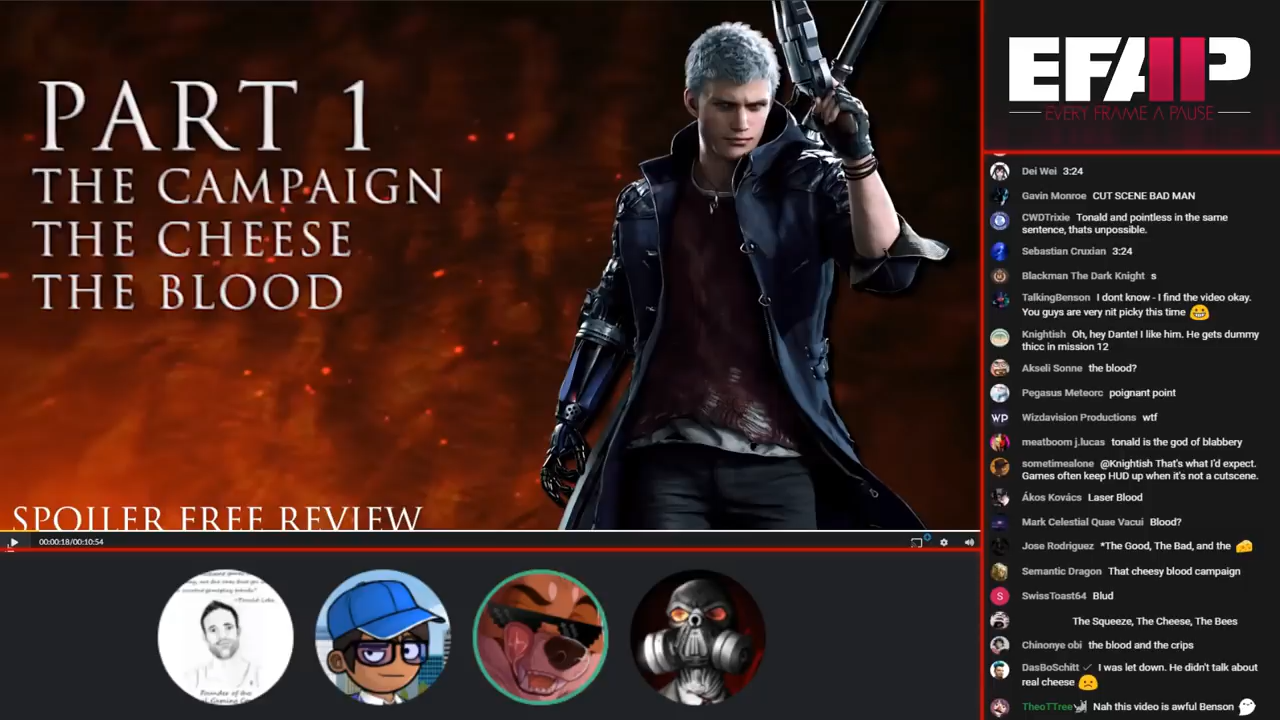 PART 1
THE CAMPAIGN
THE CHEESE
THE BLOOD
SPOILER FREE REVIEW
00:00:18/00:10:54
EFAP
EVERY FRAME A PAUSE
Dei Wei 3:24
Gavin Monroe CUT SCENE BAD MAN
CWDTrixie Tonald and pointless in the same
sentence, thats unpossible.
Sebastian Cruxian 3:24
Blackman The Dark Knight s
TalkingBenson I dont know - I find the video okay.
You guys are very nit picky this time
Knightish Oh, hey Dante! I like him. He gets dummy
thicc in mission 12
Akseli Sonne the blood?
Pegasus Meteorc poignant point
WP Wizdavision Productions wtf
meatboom j.lucas tonald is the god of blabbery
sometimealone @Knightish That's what I'd expect.
Games often keep HUD up when it's not a cutscene.
Ákos Kovács Laser Blood
Mark Celestial Quae Vacui Blood?
Jose Rodriguez *The Good, The Bad, and the
Semantic Dragon That cheesy blood campaign
S SwissToast64 Blud
The Squeeze, The Cheese, The Bees
Chinonye obi the blood and the crips
DasBoSchitt ✓ I was let down. He didn't talk about
real cheese
TheoTTree Nah this video is awful Benson
Founder of the